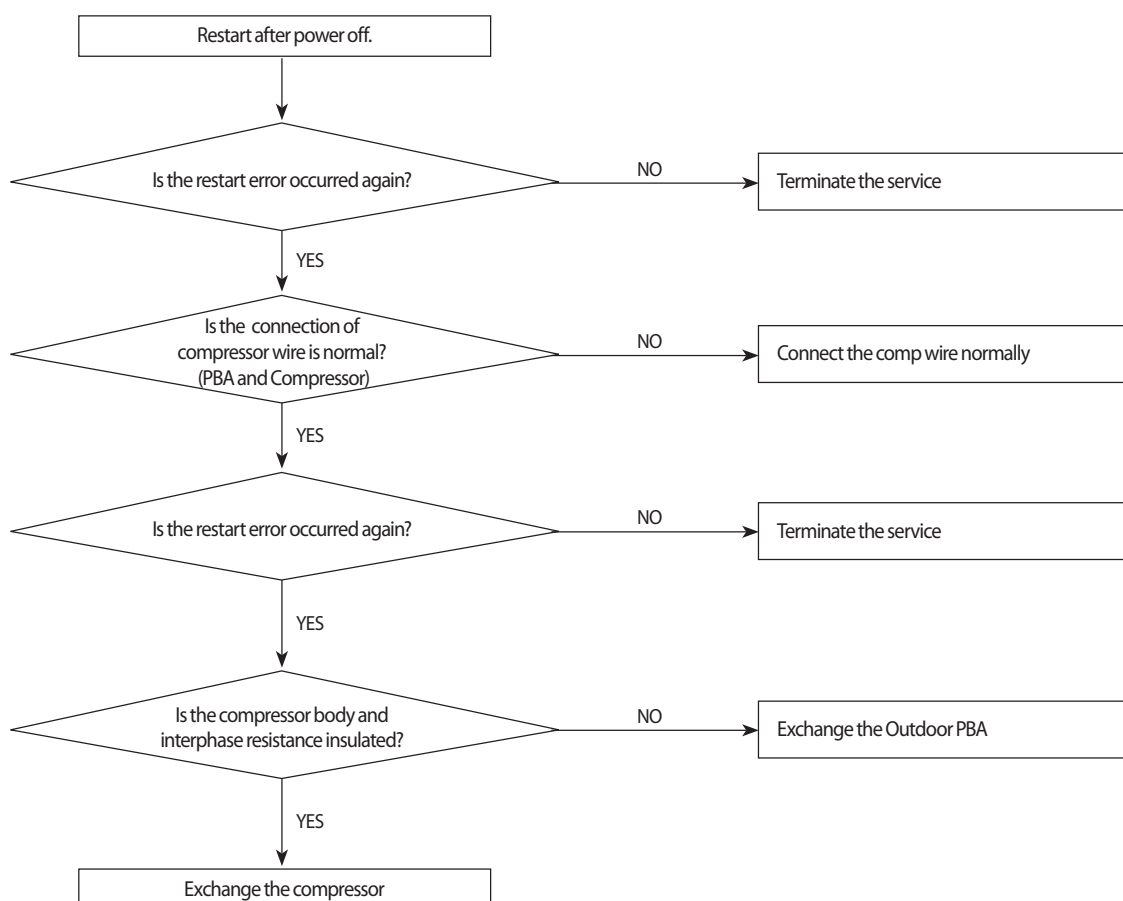 Restart after power off.
Is the restart error occurred again?
NO
Terminate the service
YES
Is the  connection of
compressor wire is normal?
(PBA and Compressor)
NO
Connect the comp wire normally
YES
Is the restart error occurred again?
NO
Terminate the service
YES
Is the compressor body and
interphase resistance insulated?
NO
Exchange the Outdoor PBA
YES
Exchange the compressor